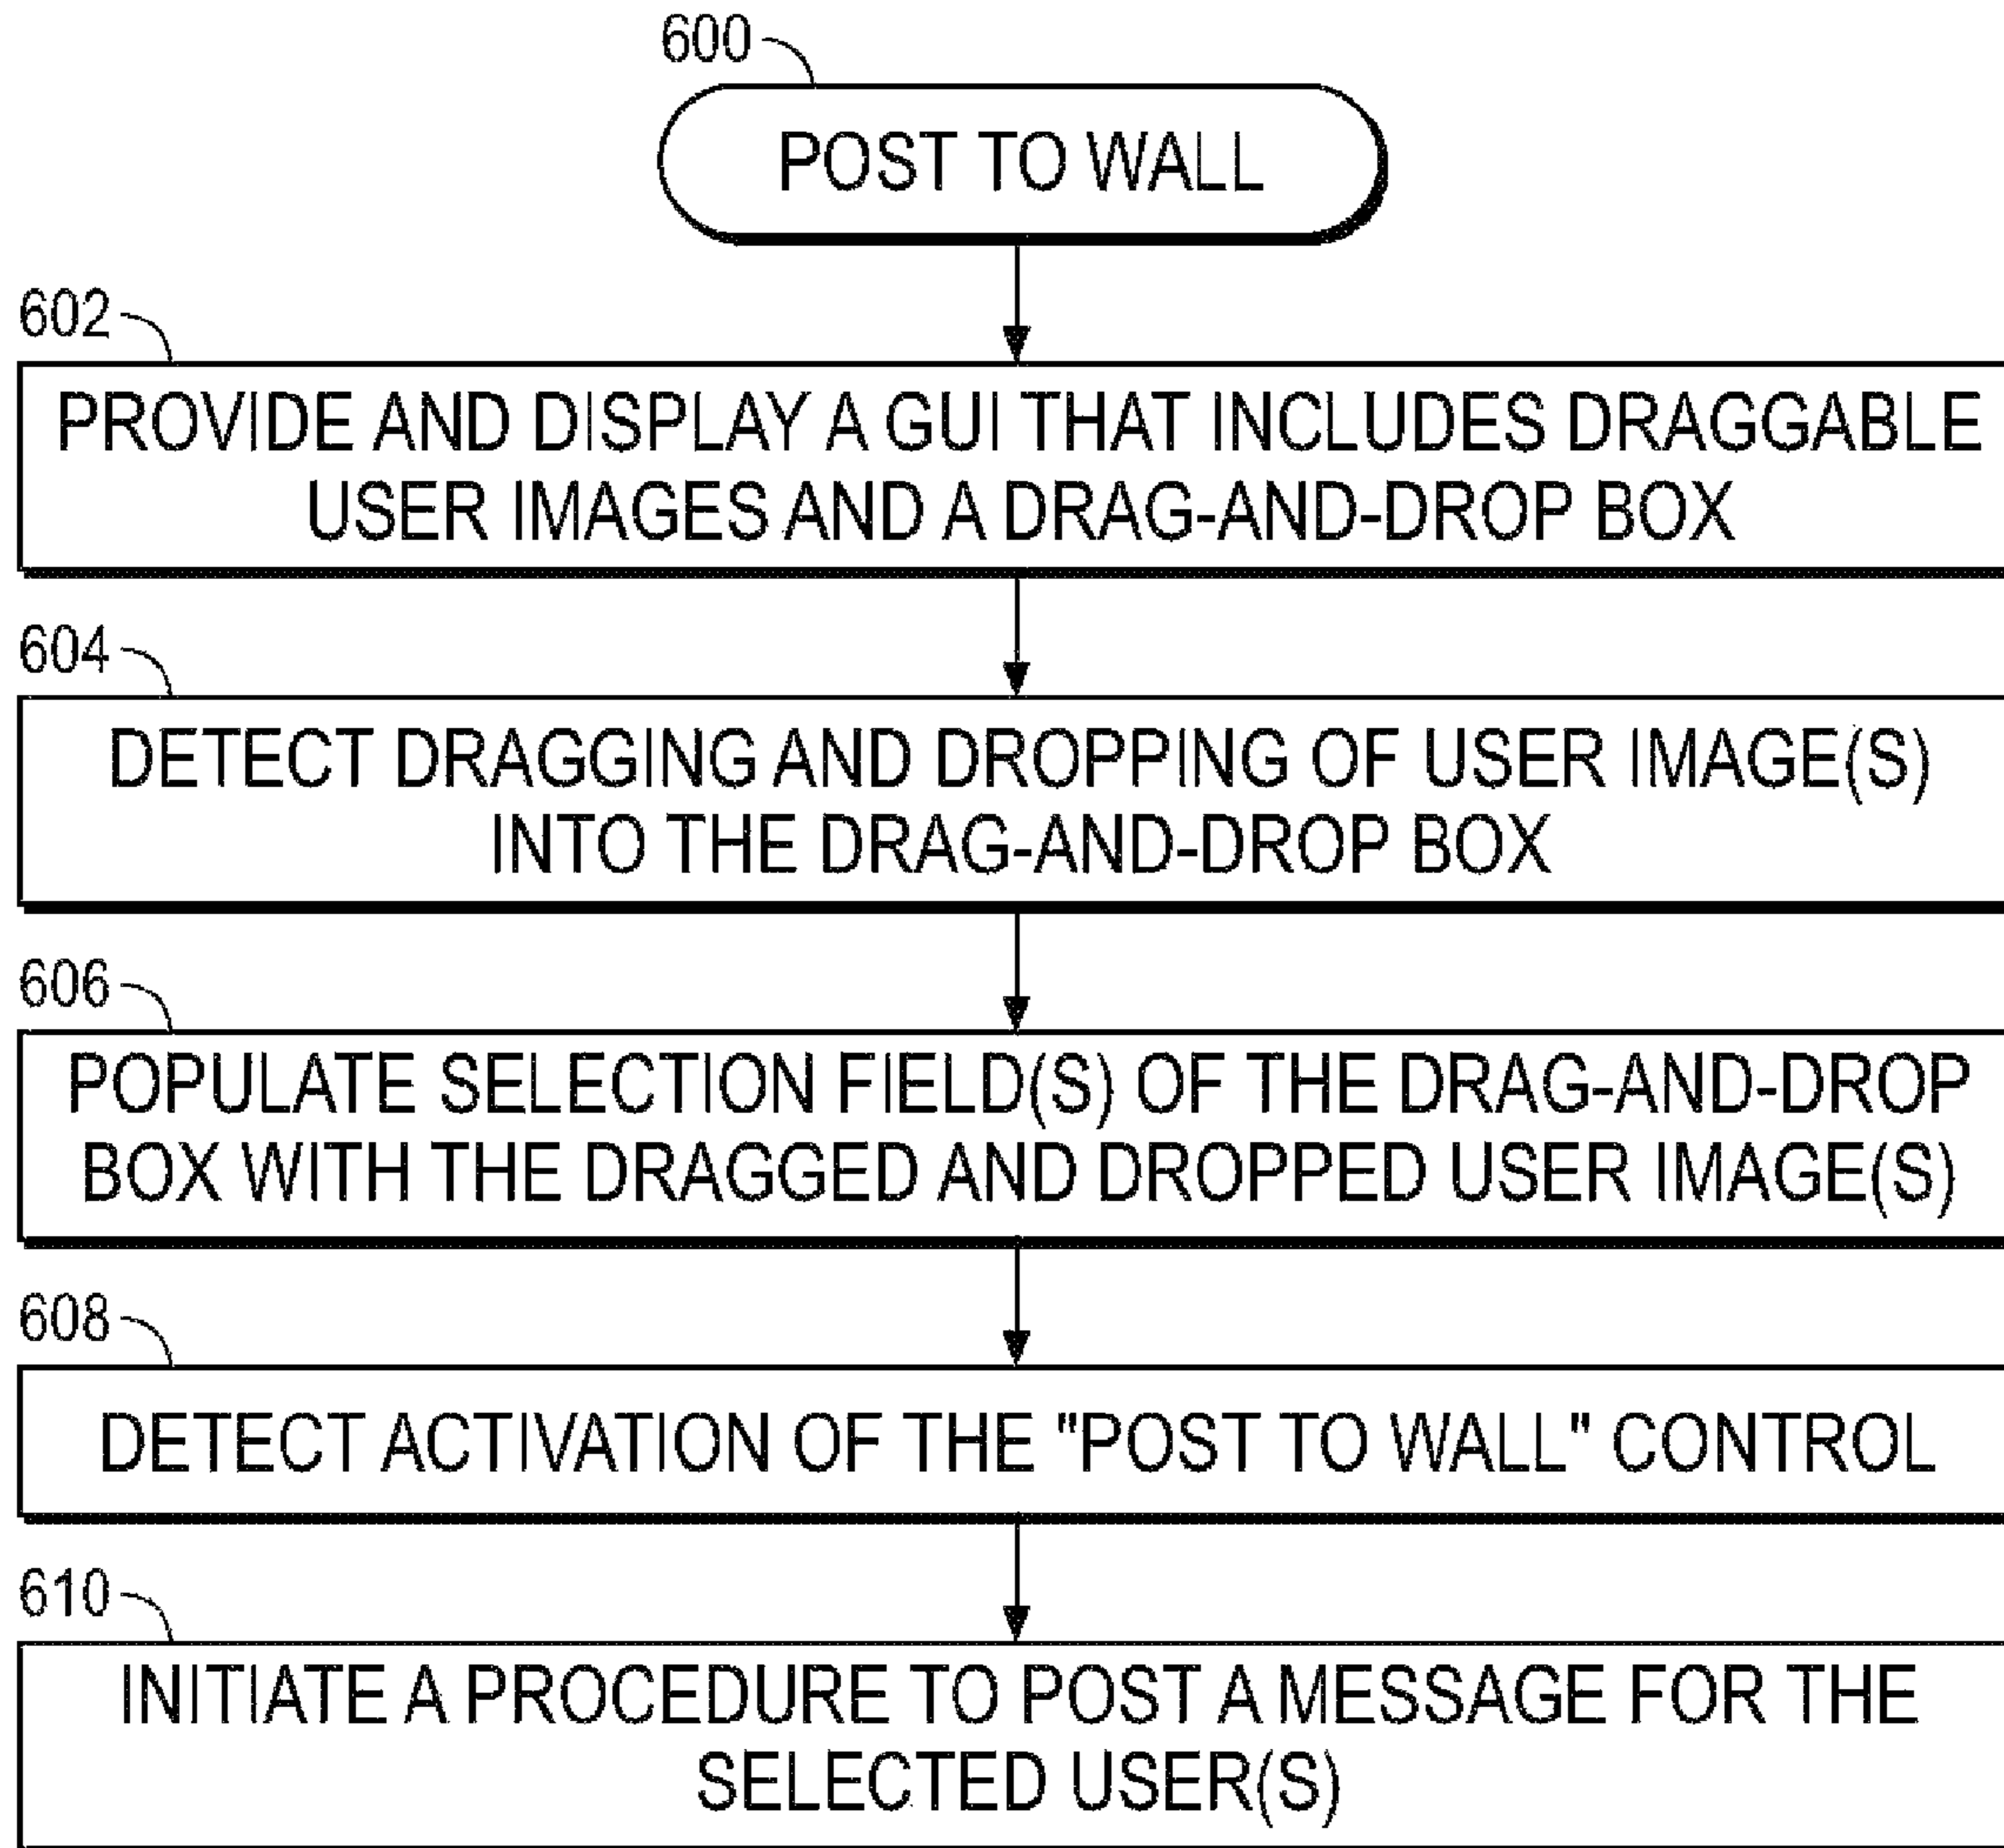 600
POST TO WALL
602
PROVIDE AND DISPLAY A GUI THAT INCLUDES DRAGGABLE
USER IMAGES AND A DRAG-AND-DROP BOX
604
DETECT DRAGGING AND DROPPING OF USER IMAGE(S)
INTO THE DRAG-AND-DROP BOX
606
POPULATE SELECTION FIELD(S) OF THE DRAG-AND-DROP
BOX WITH THE DRAGGED AND DROPPED USER IMAGE(S)
608
DETECT ACTIVATION OF THE "POST TO WALL" CONTROL
610
INITIATE A PROCEDURE TO POST A MESSAGE FOR THE
SELECTED USER(S)